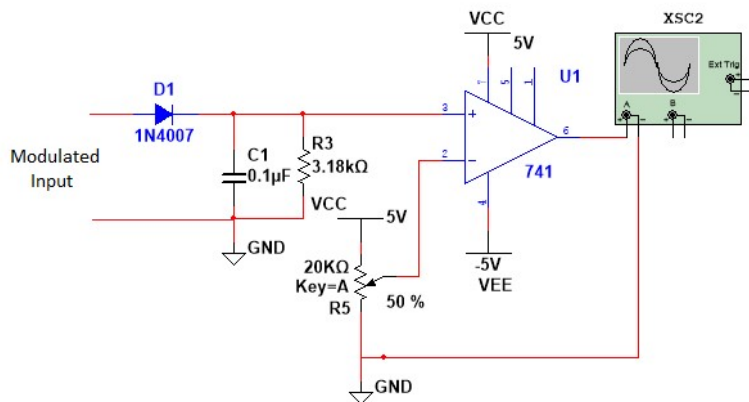 XSC2
VCC
5V
Ext Trig
U1
D1
7
5
1
A
B
3
6
1N4007
R3
C1
3.18kΩ
Modulated
Input
0.1µF
2
741
VCC
4
5V
GND
20KΩ
-5V
Key=A
VEE
R5
50 %
GND